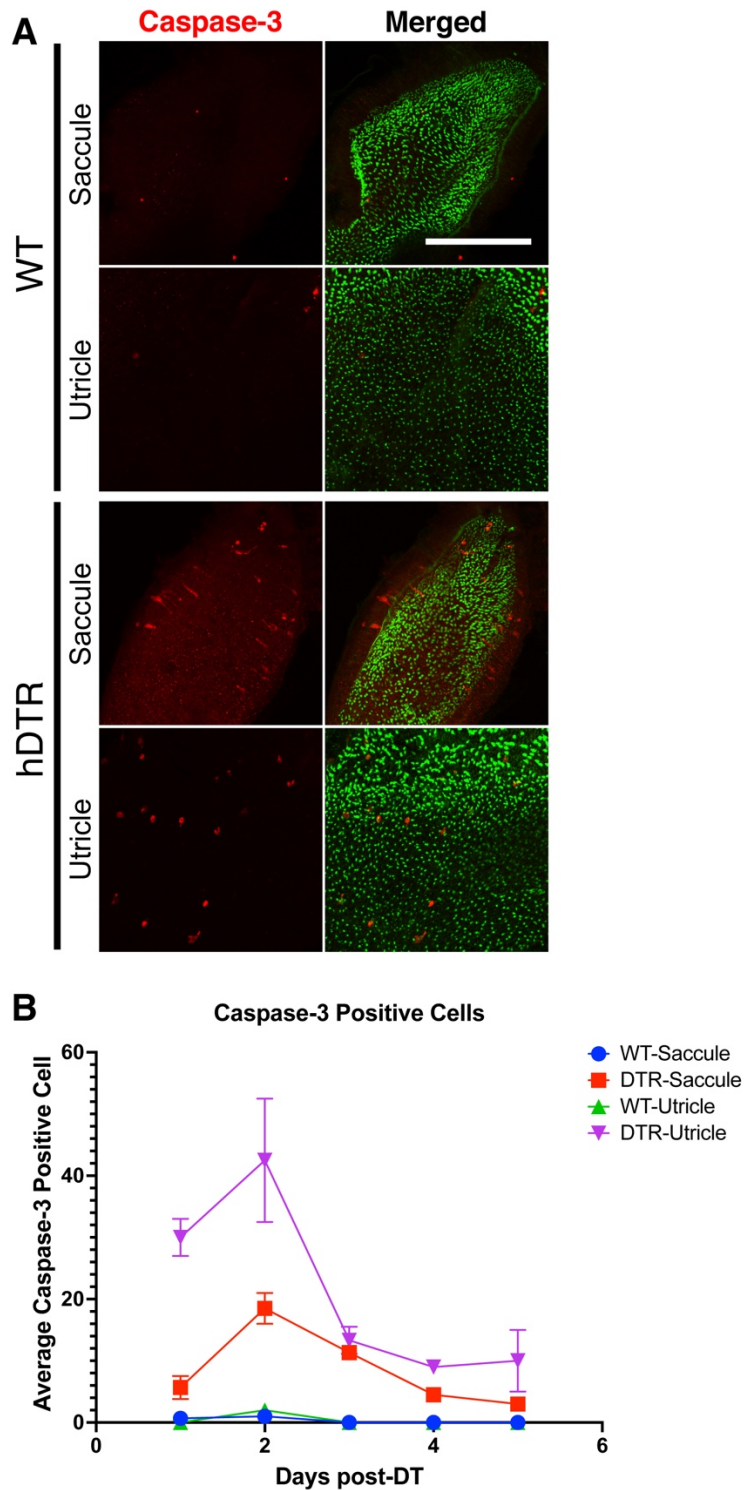 A
Caspase-3
Merged
WT
Saccule
Utricle
hDTR
Saccule
Utricle
B
Caspase-3 Positive Cells
Average Caspase-3 Positive Cell
60
40
20
0
0
2
4
6
Days post-DT
WT-Saccule
DTR-Saccule
WT-Utricle
DTR-Utricle